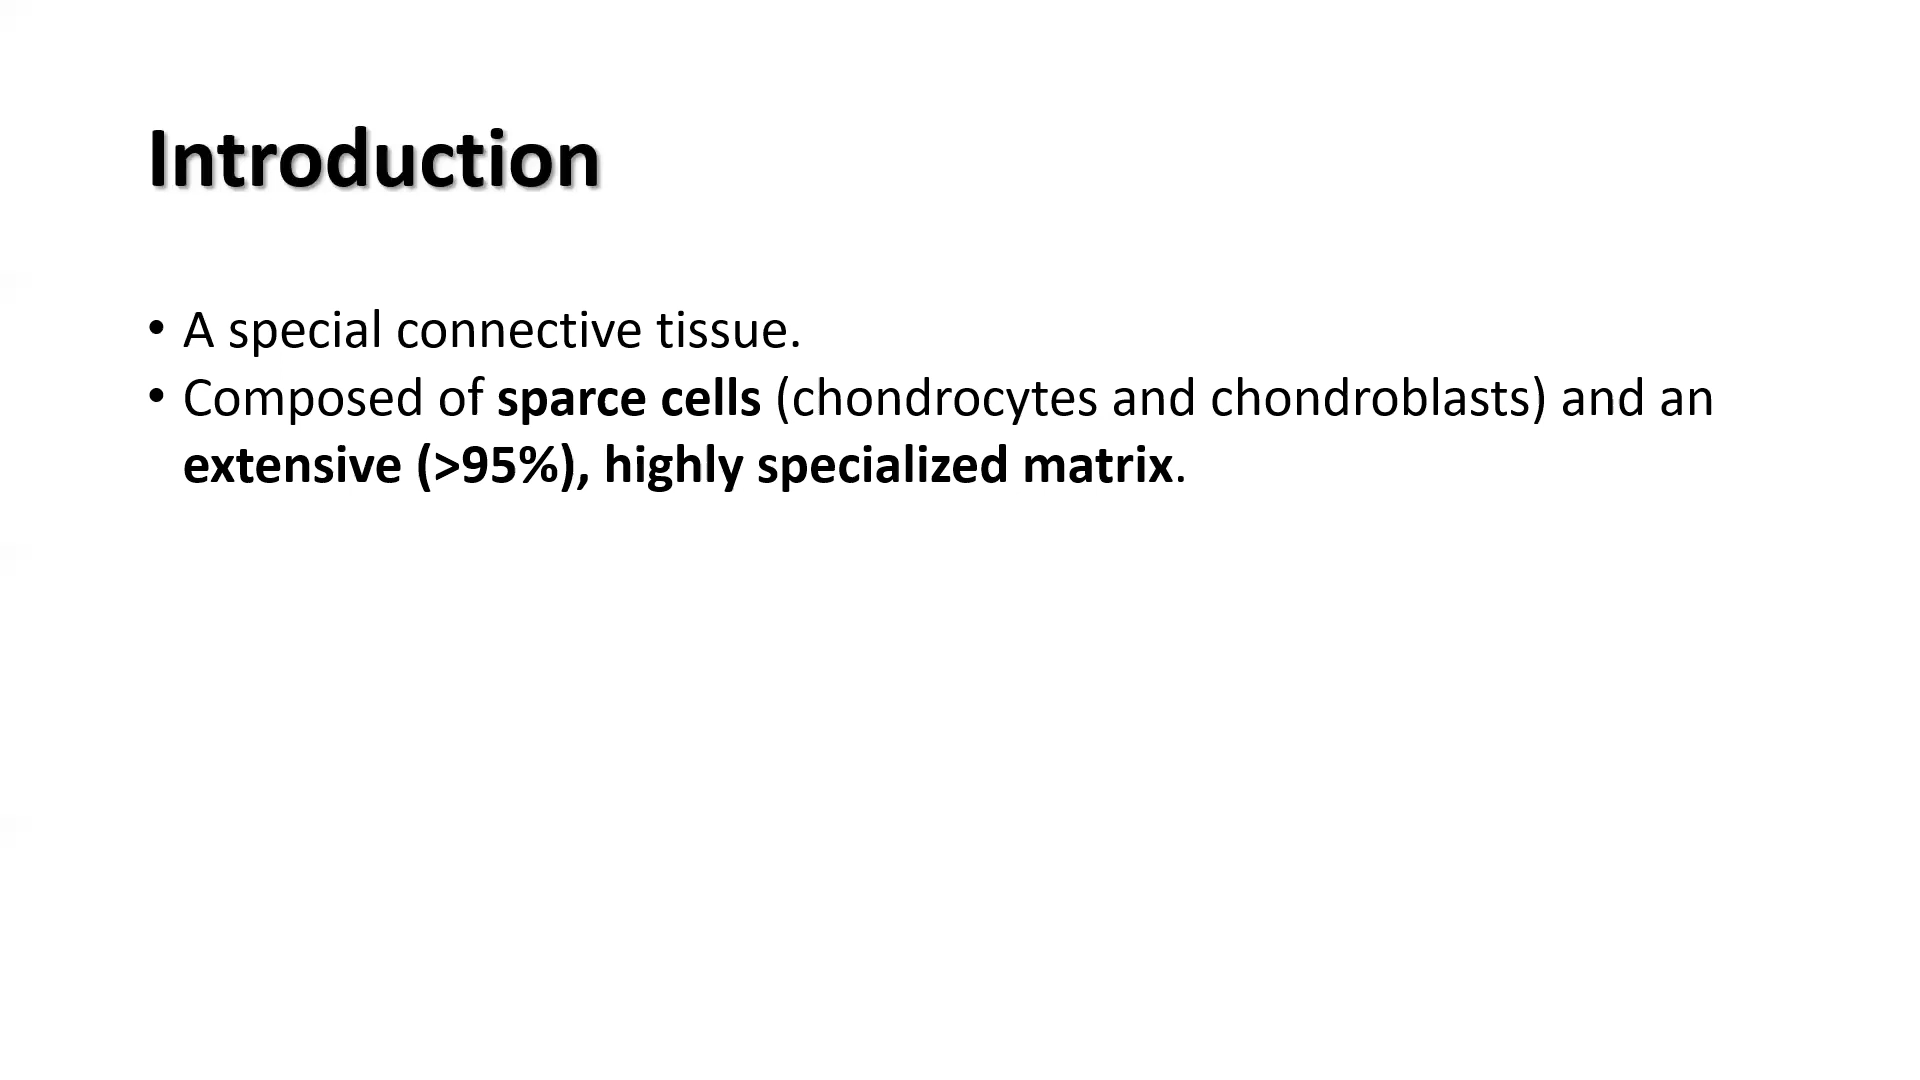 Introduction
• A special connective tissue.
• Composed of sparce cells (chondrocytes and chondroblasts) and an
extensive (>95%), highly specialized matrix.